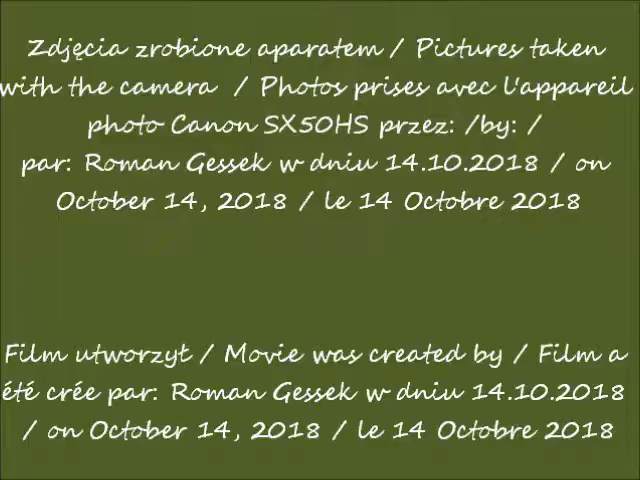 Zdjęcia zrobione aparatem / Pictures taken
with the camera / Photos prises avec l'appareil
photo Canon SX50HS przez: /by: /
par: Roman Gessek w dniu 14.10.2018 / on
October 14, 2018 / le 14 Octobre 2018
Film utworzył / Movie was created by / Film a
été crée par: Roman Gessek w dniu 14.10.2018
/ on October 14, 2018 / le 14 Octobre 2018